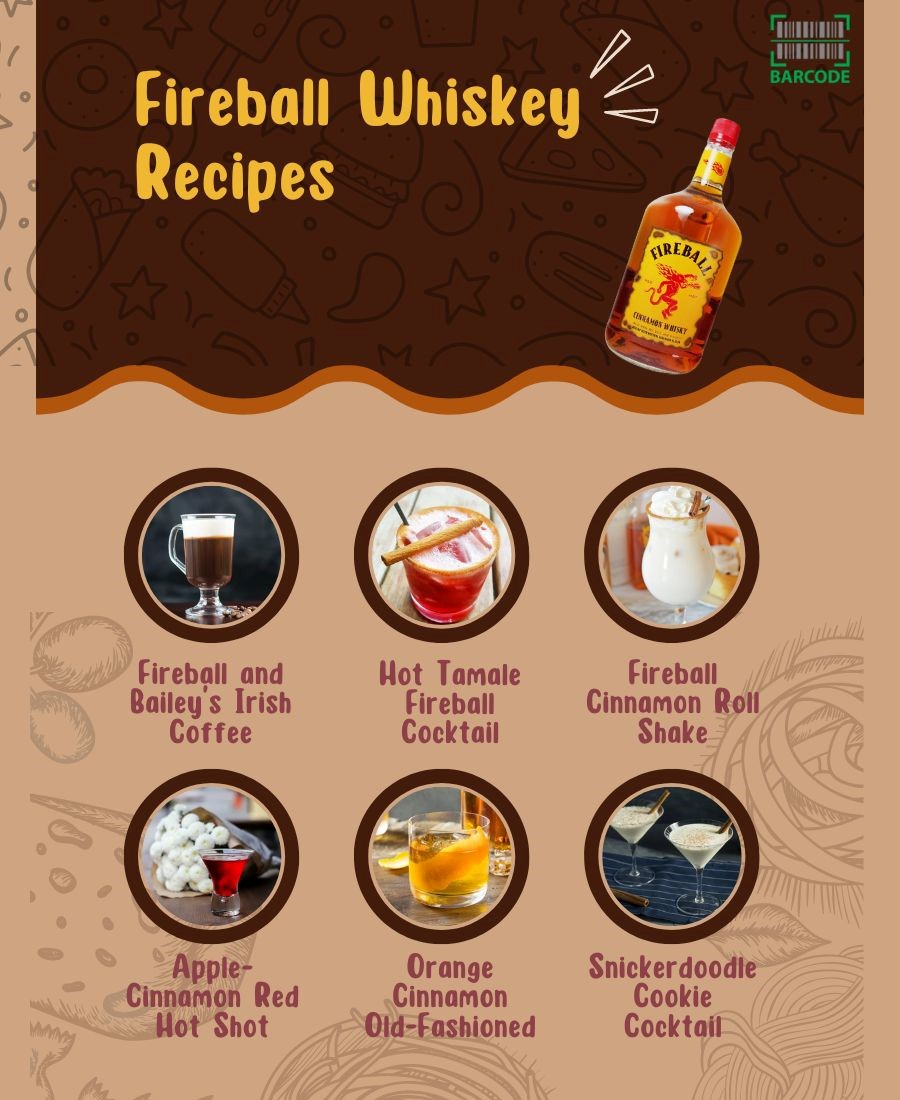 BARCODE
Fireball Whiskey
Recipes
FIREBALL
CINNAMON WHISKY
Fireball and
Bailey's Irish
Coffee
Hot Tamale
Fireball
Cocktail
Fireball
Cinnamon Roll
Shake
Apple-
Cinnamon Red
Hot Shot
Orange
Cinnamon
Old-Fashioned
Snickerdoodle
Cookie
Cocktail